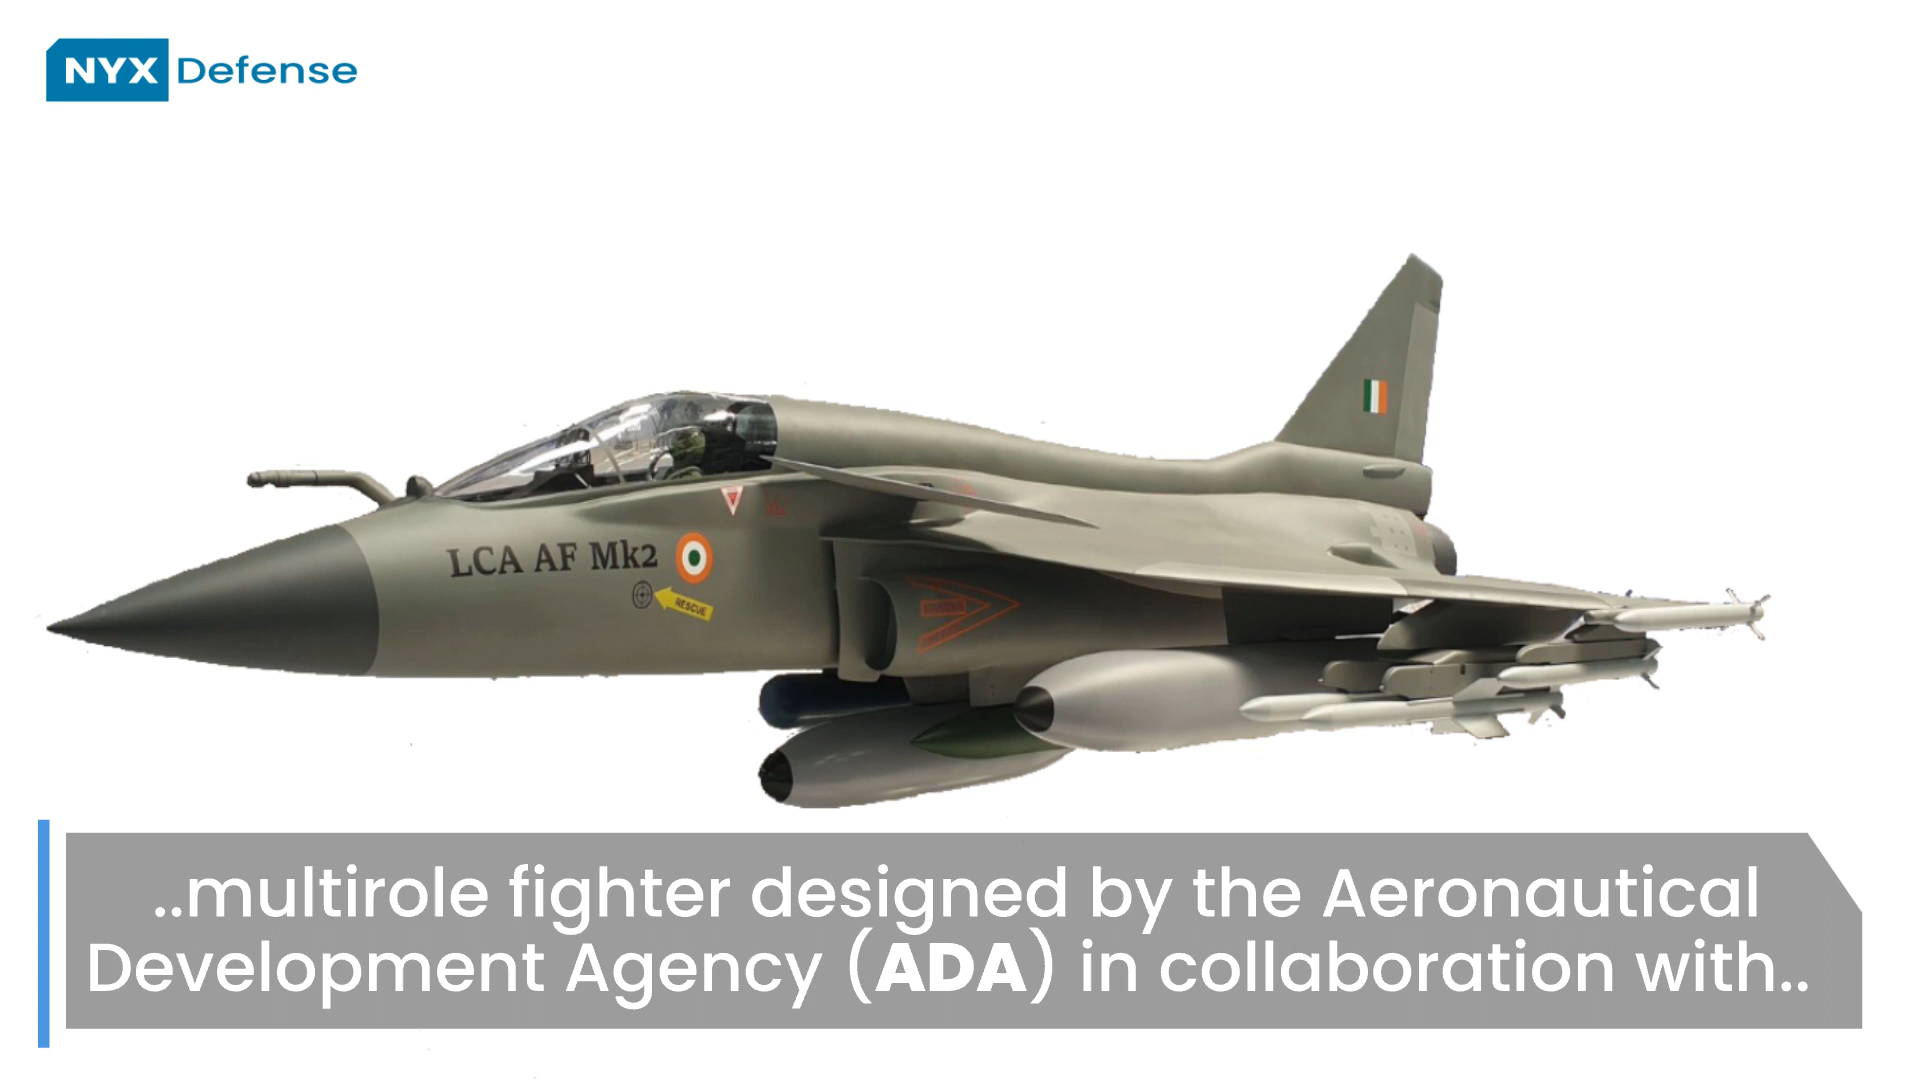 NYX Defense
LCA AF Mk2
RESCUE
..multirole fighter designed by the Aeronautical
Development Agency (ADA) in collaboration with..